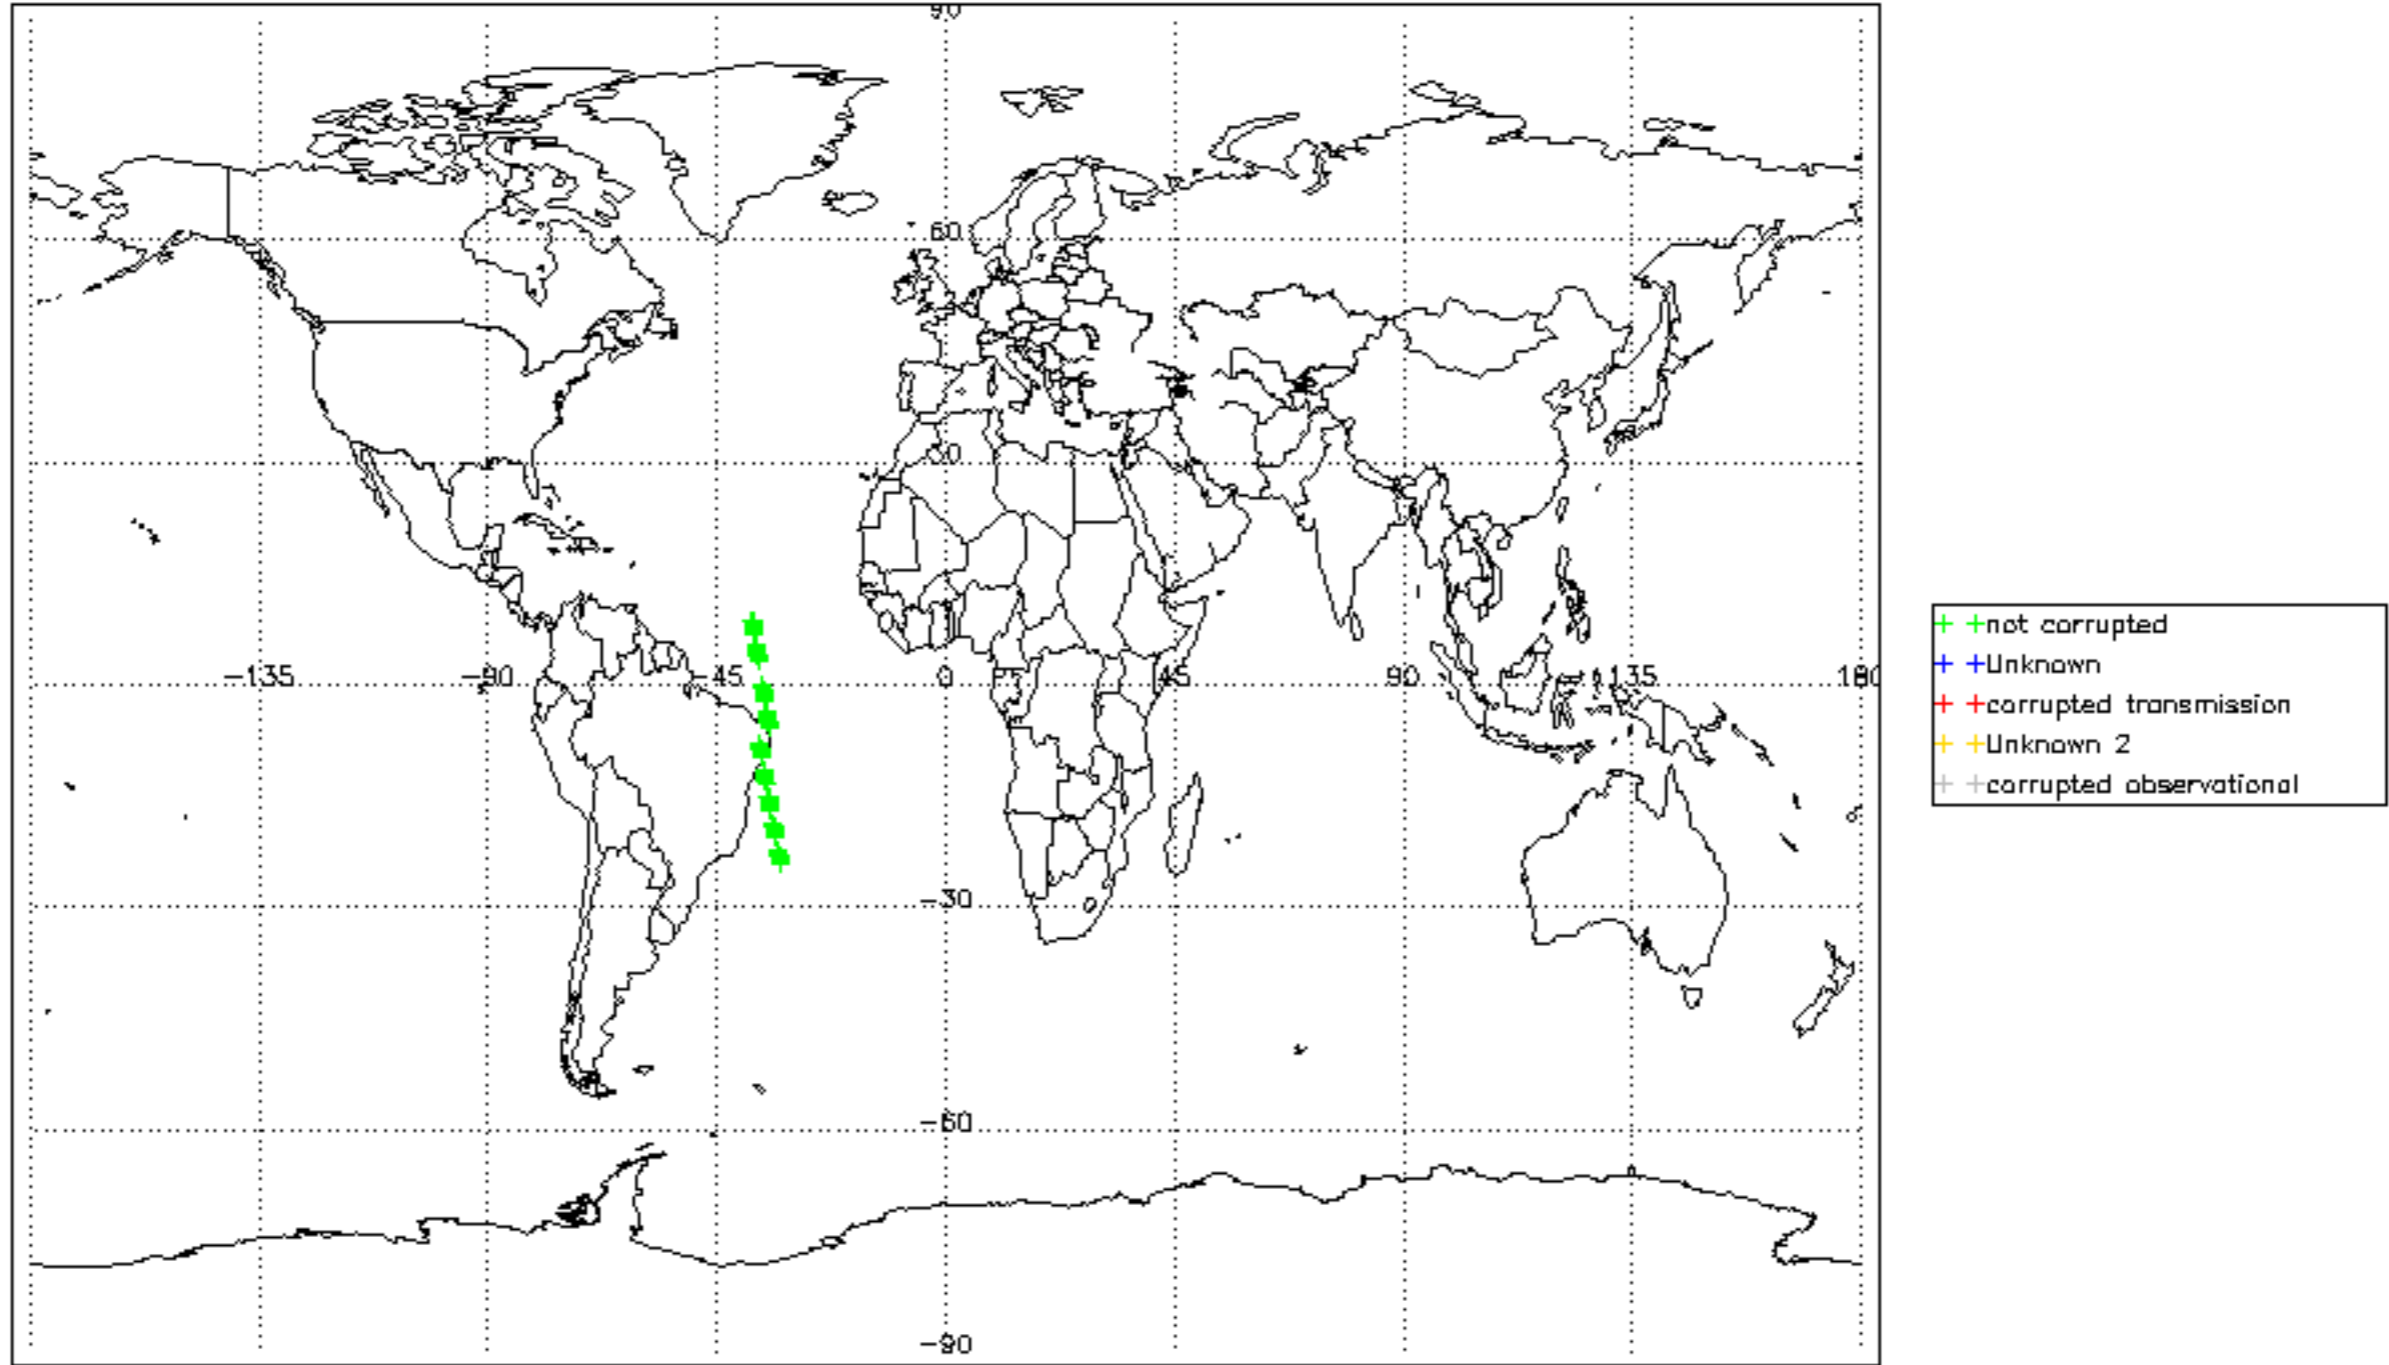 90
60
30
-135
-90
-45
0
45
90
135
180
-30
-60
-90
not corrupted
Unknown
corrupted transmission
Unknown 2
corrupted observational